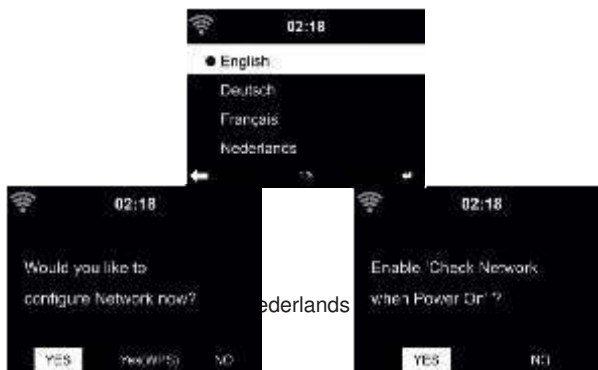 02:18
English
Deutsch
Français
Nederlands
02:18
Would you like to
configure Network now?
YES Yes(WPS) NO
ederlands
02:18
Enable 'Check Network
when Power On' ?
YES NO